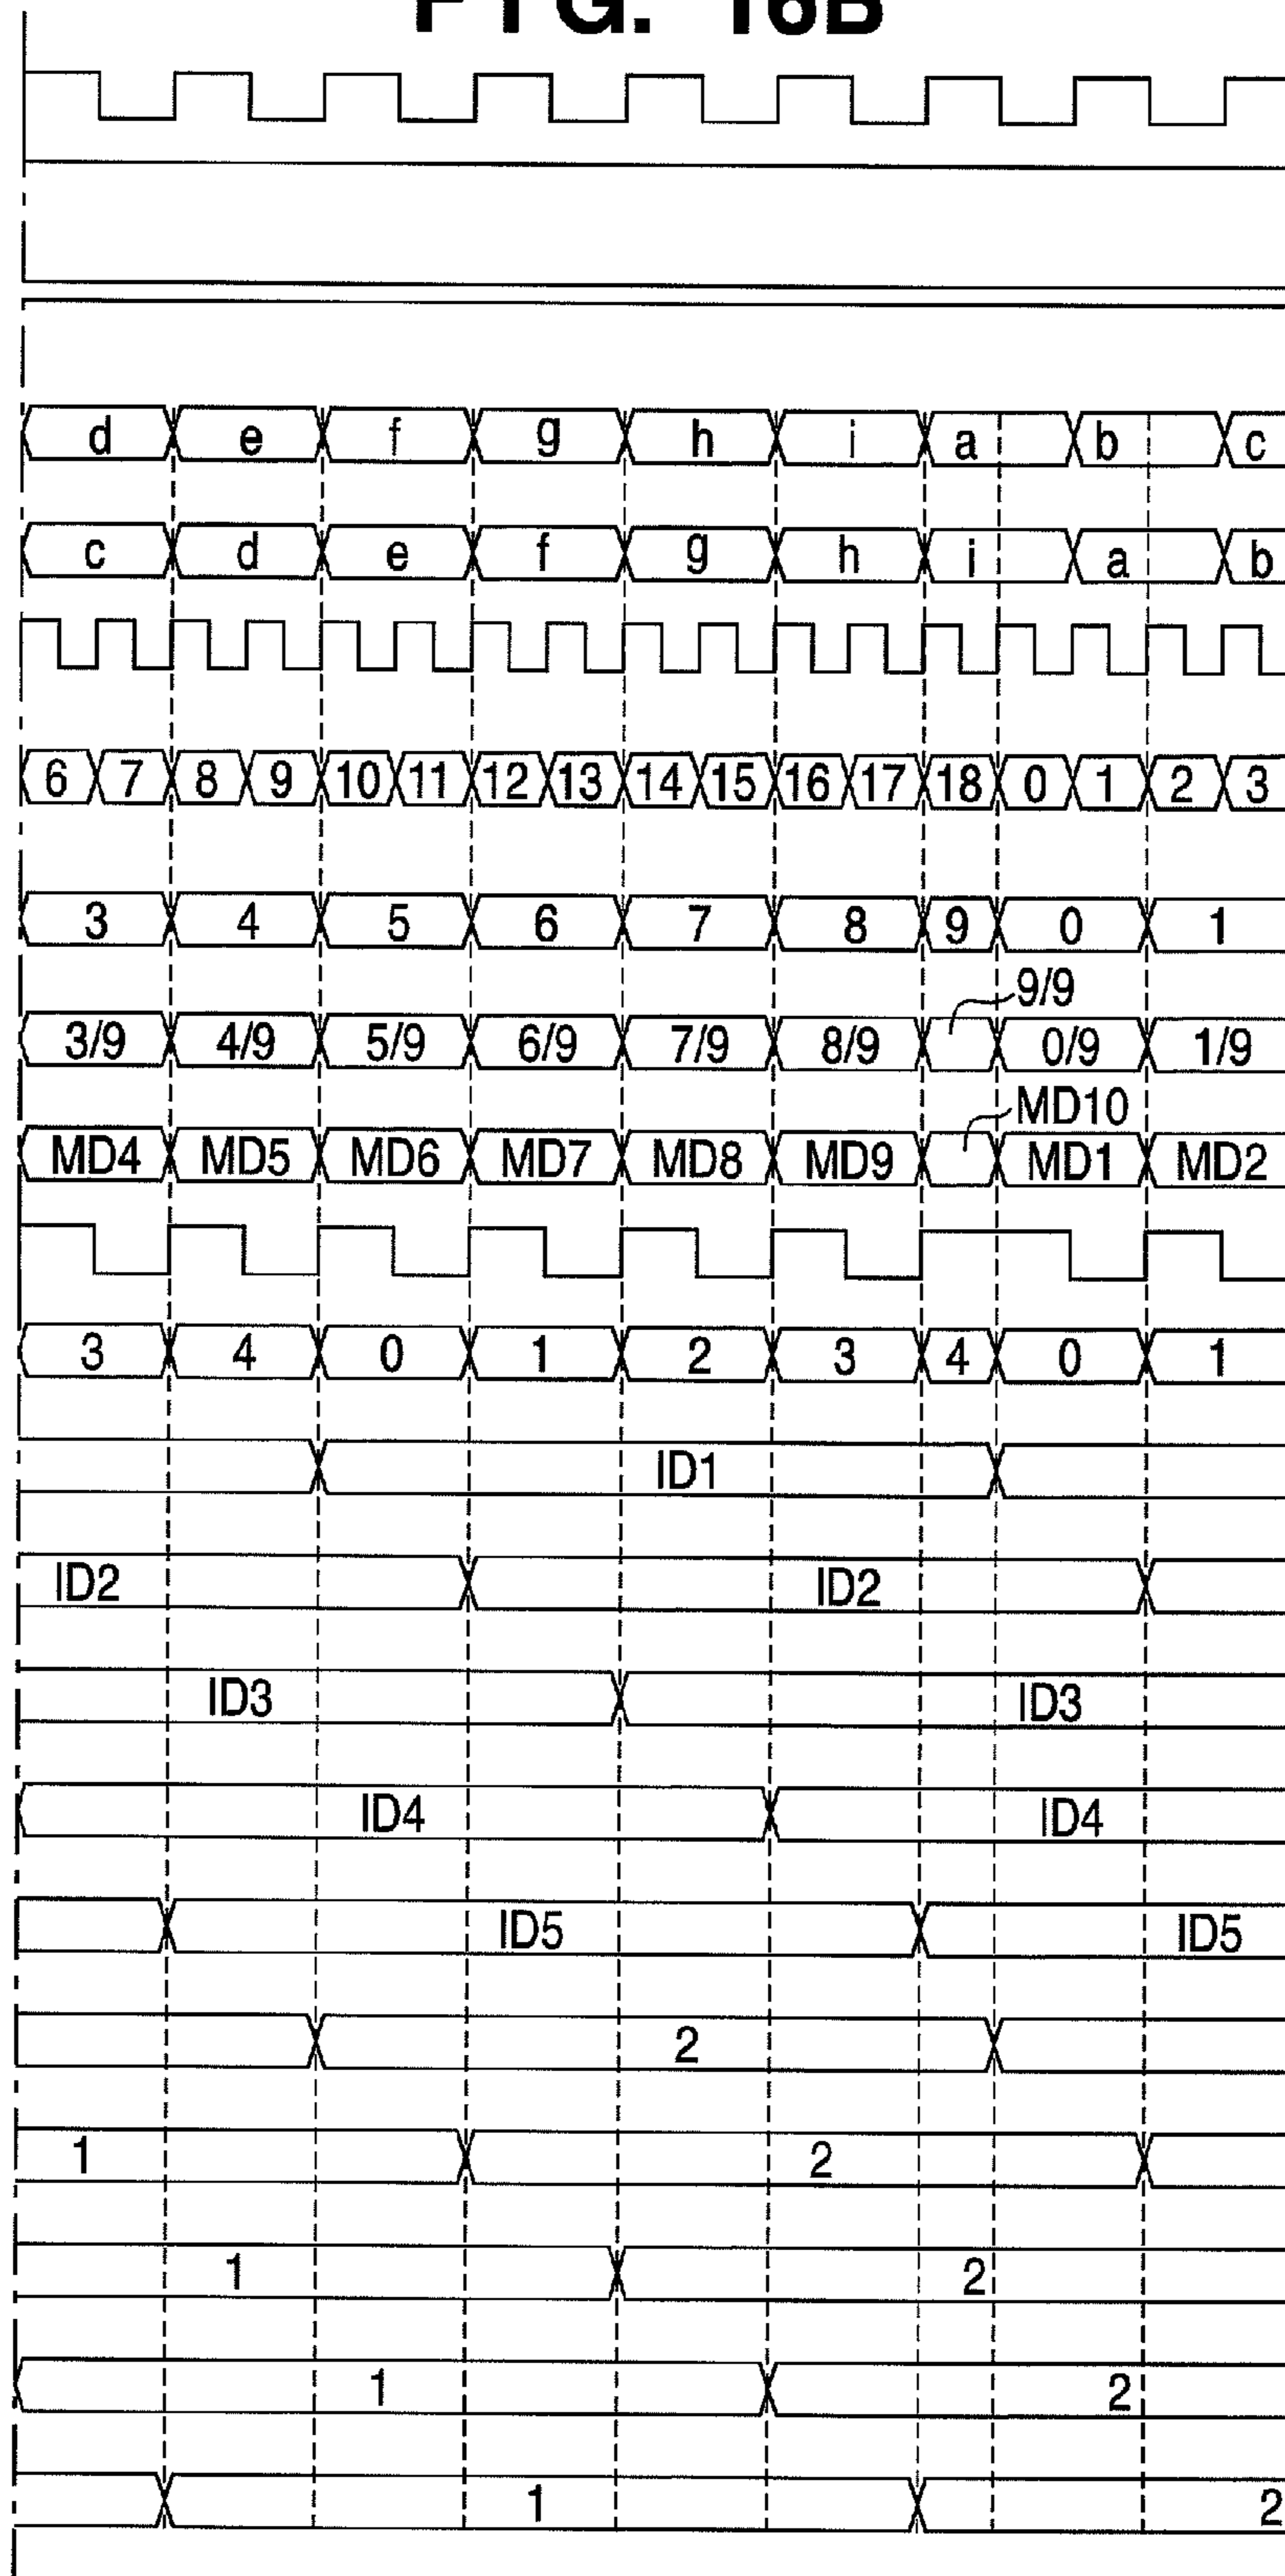 FIG. 16B
d e f g h i a b c
c d e f g h i a b
6 7 8 9 10 11 12 13 14 15 16 17 18 0 1 2 3
3 4 5 6 7 8 9 0 1
9/9
3/9 4/9 5/9 6/9 7/9 8/9 0/9 1/9
MD10
MD4 MD5 MD6 MD7 MD8 MD9 MD1 MD2
3 4 0 1 2 3 4 0 1
ID1
ID2 ID2
ID3 ID3
ID4 ID4
ID5 ID5
2
1 2
1 2
1 2
1 2